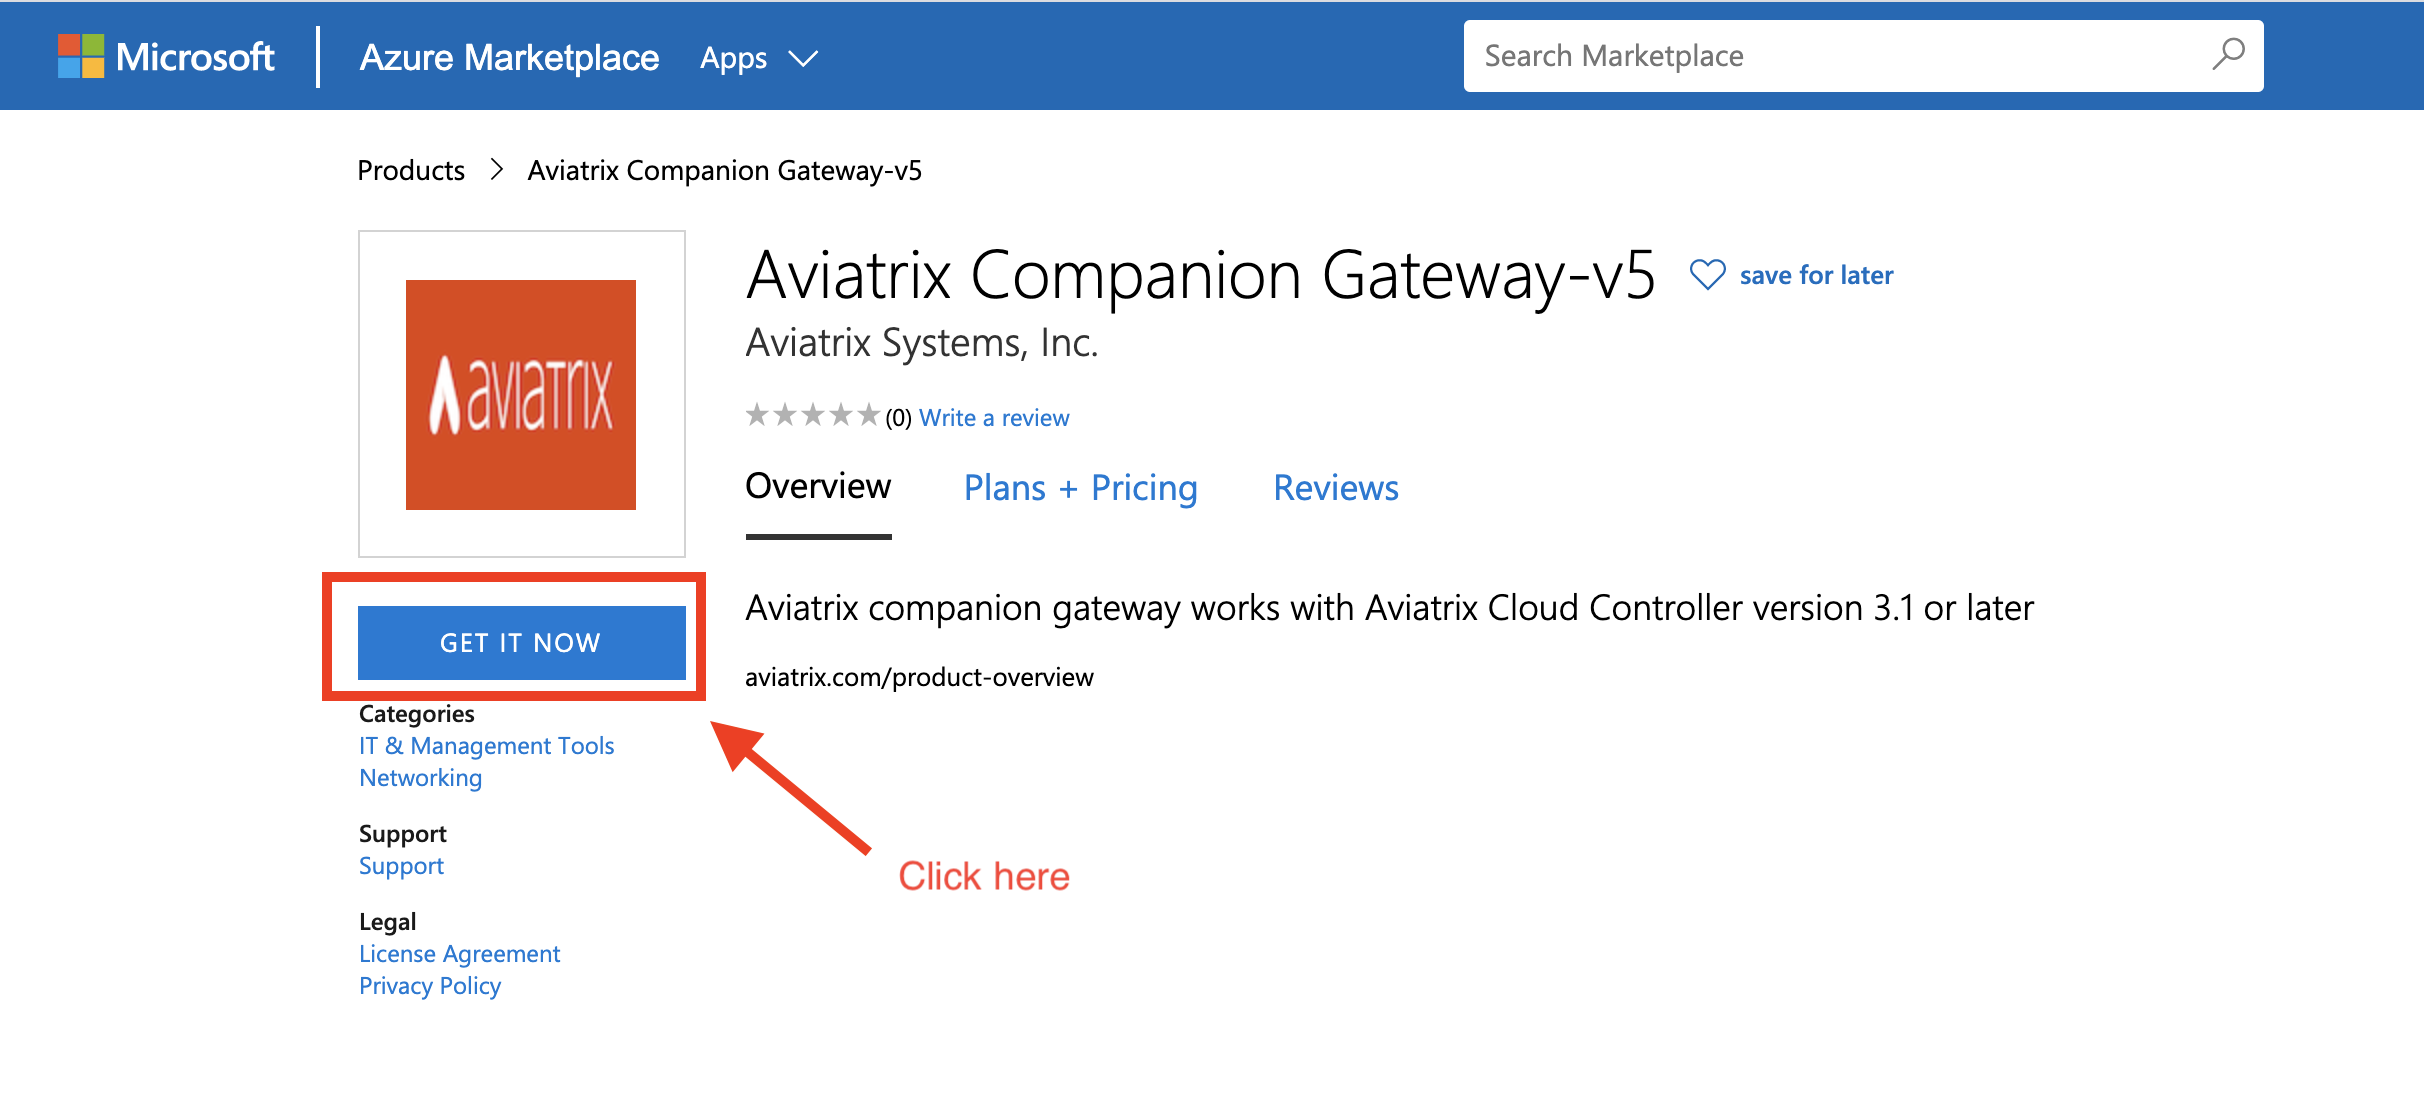 Microsoft
Azure Marketplace
Apps
Search Marketplace
Products > Aviatrix Companion Gateway-v5
aviatrix
Aviatrix Companion Gateway-v5
save for later
Aviatrix Systems, Inc.
(0) Write a review
Overview
Plans + Pricing
Reviews
GET IT NOW
Aviatrix companion gateway works with Aviatrix Cloud Controller version 3.1 or later
aviatrix.com/product-overview
Categories
IT & Management Tools
Networking
Support
Support
Legal
License Agreement
Privacy Policy
Click here